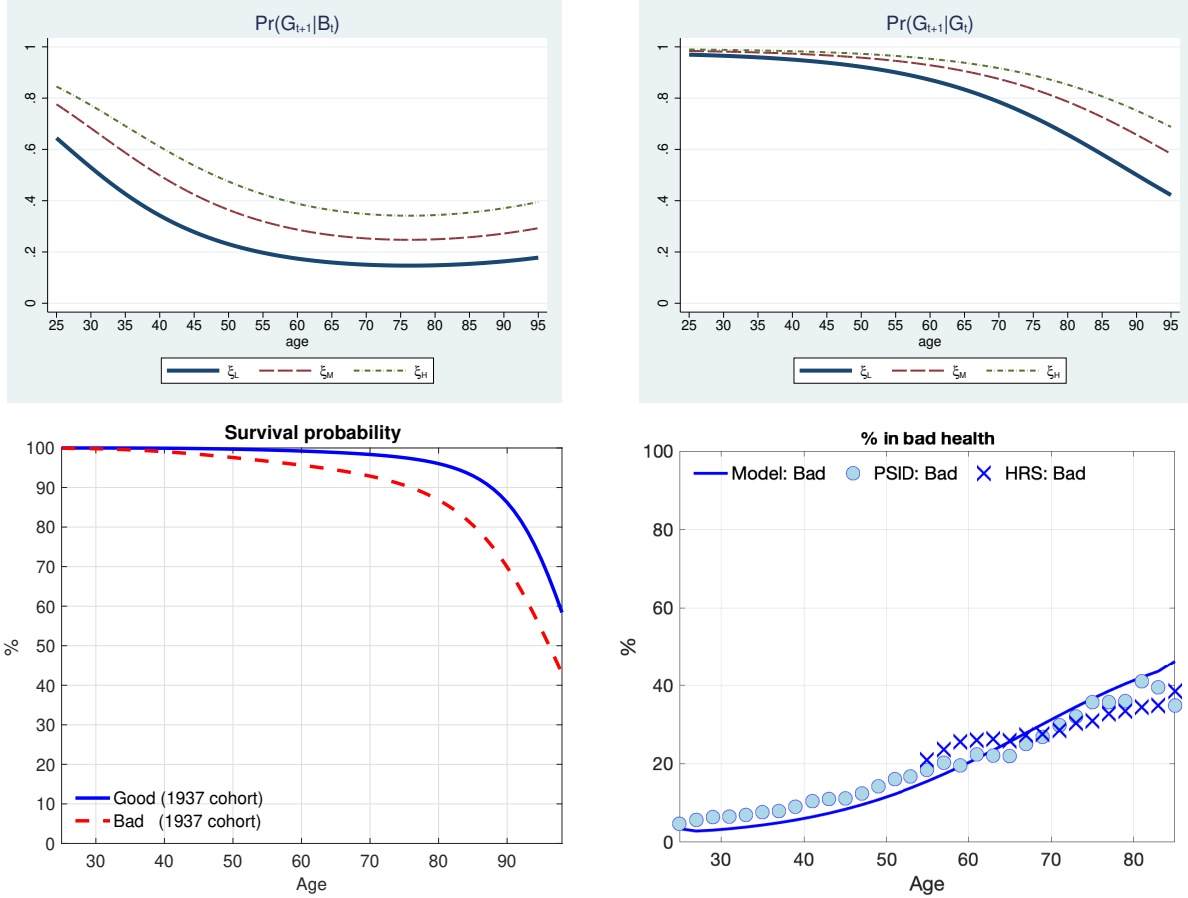 Pr(Gₜ₊₁|Bₜ)
1
.8
.6
.4
.2
0
25 30 35 40 45 50 55 60 65 70 75 80 85 90 95
age
ξL ξM ξH
Pr(Gₜ₊₁|Gₜ)
1
.8
.6
.4
.2
0
25 30 35 40 45 50 55 60 65 70 75 80 85 90 95
age
ξL ξM ξH
Survival probability
100
90
80
70
60
50
40
30
20
10
0
%
Good (1937 cohort)
Bad (1937 cohort)
30 40 50 60 70 80 90
Age
% in bad health
Model: Bad PSID: Bad HRS: Bad
100
80
60
40
20
0
%
30 40 50 60 70 80
Age